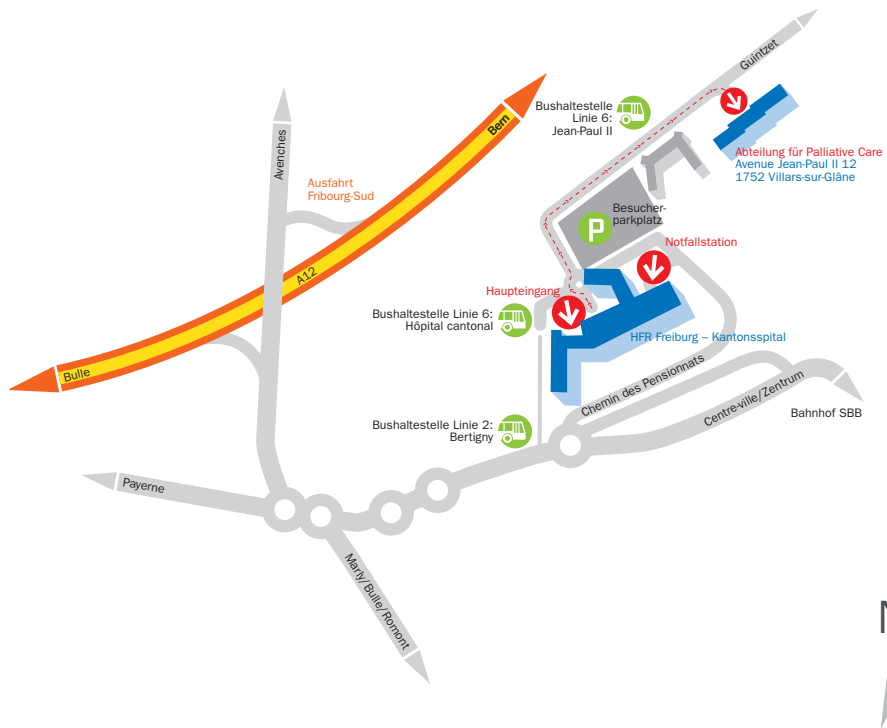 Guintzet
Bushaltestelle
Linie 6:
Jean-Paul II
Bern
Avenches
Abteilung für Palliative Care
Avenue Jean-Paul II 12
1752 Villars-sur-Glâne
Ausfahrt
Fribourg-Sud
Besucher-
parkplatz
P
Notfallstation
A12
Haupteingang
Bushaltestelle Linie 6:
Hôpital cantonal
HFR Freiburg – Kantonsspital
Bulle
Chemin des Pensionnats
Centre-ville/Zentrum
Bahnhof SBB
Bushaltestelle Linie 2:
Bertigny
Payerne
Marly/Bulle/Romont
N